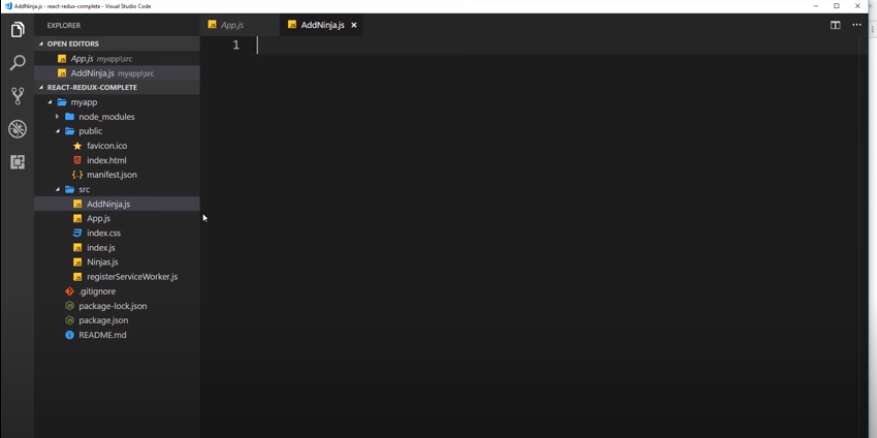 AddNinja.js - react-redux-complete - Visual Studio Code
EXPLORER
OPEN EDITORS
App.js myapp\src
AddNinja.js myapp\src
REACT-REDUX-COMPLETE
myapp
node_modules
public
favicon.ico
index.html
{..} manifest.json
src
AddNinja.js
App.js
index.css
index.js
Ninjas.js
registerServiceWorker.js
.gitignore
package-lock.json
package.json
README.md
App.js
AddNinja.js
1